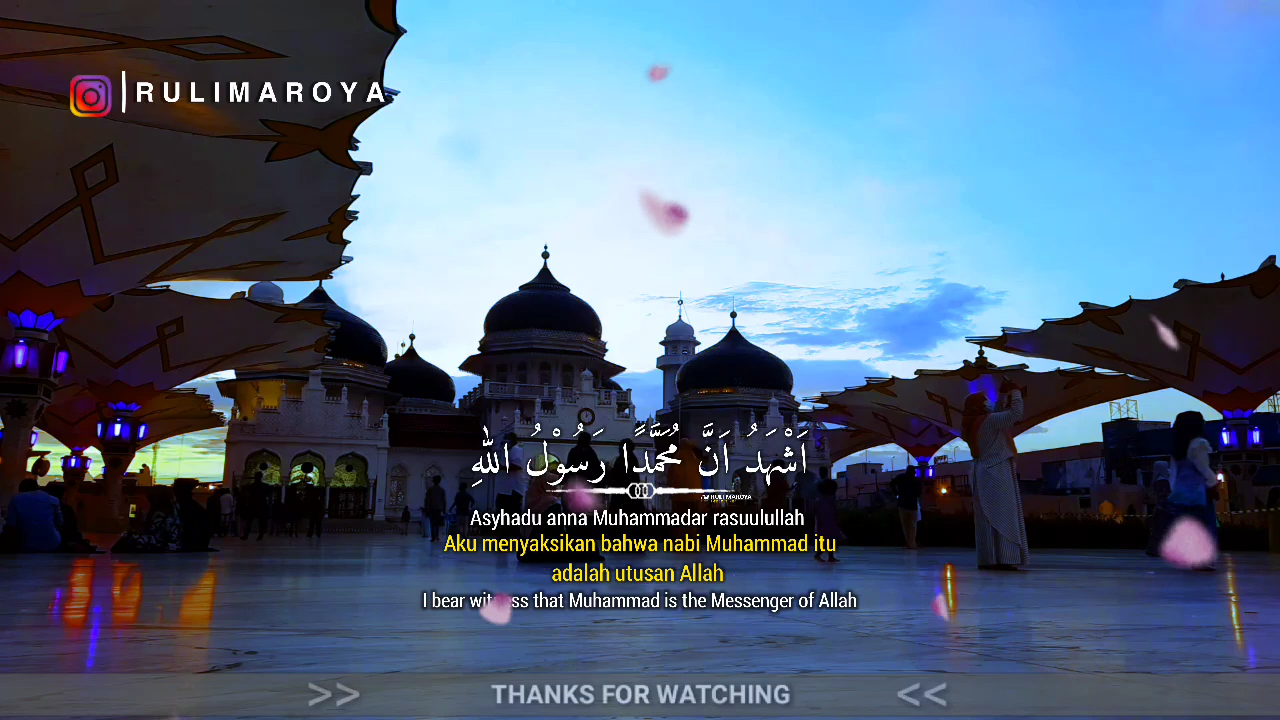 RULIMAROYA
اَشْهَدُ اَنَّ مُحَمَّدًا رَسُوْلُ اللّٰهِ
RULIMAROYA
Asyhadu anna Muhammadar rasuulullah
Aku menyaksikan bahwa nabi Muhammad itu
adalah utusan Allah
I bear witness that Muhammad is the Messenger of Allah
>> THANKS FOR WATCHING <<